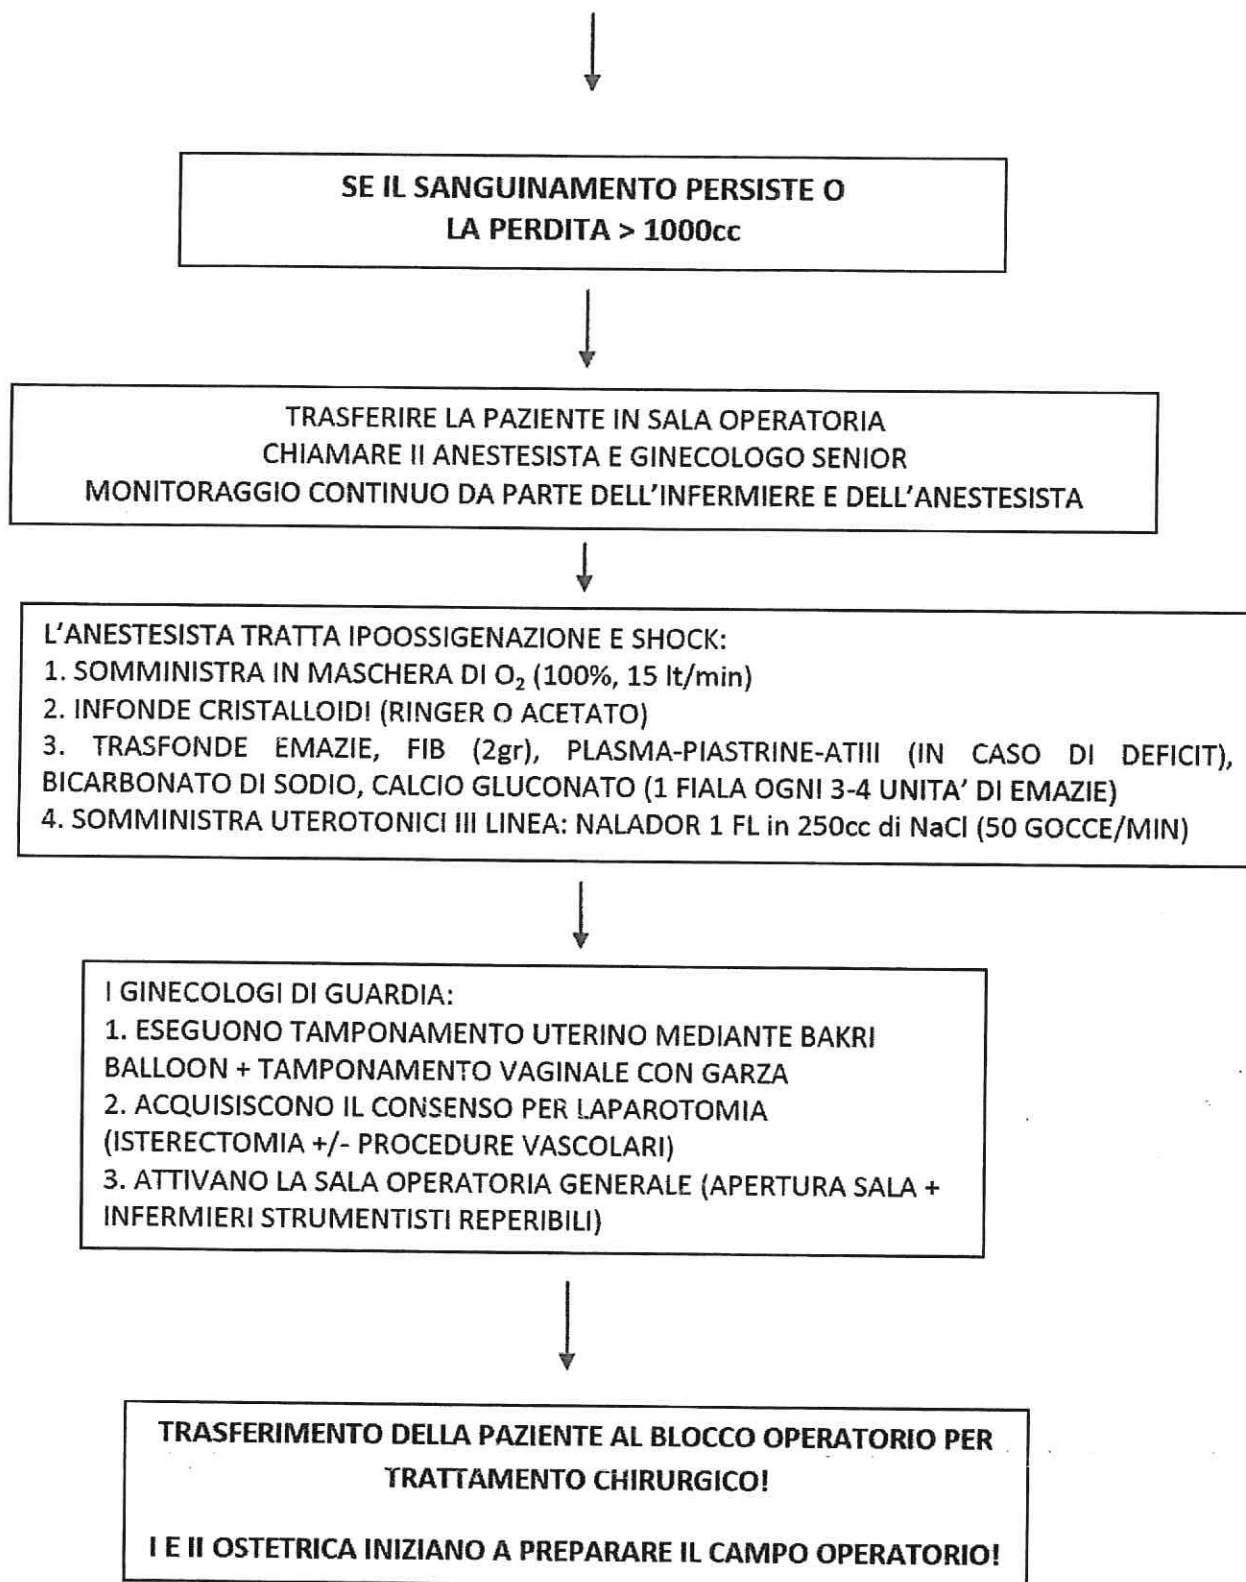 SE IL SANGUINAMENTO PERSISTE O
LA PERDITA > 1000cc
TRASFERIRE LA PAZIENTE IN SALA OPERATORIA
CHIAMARE II ANESTESISTA E GINECOLOGO SENIOR
MONITORAGGIO CONTINUO DA PARTE DELL'INFERMIERE E DELL'ANESTESISTA
L'ANESTESISTA TRATTA IPOOSSIGENAZIONE E SHOCK:
1. SOMMINISTRA IN MASCHERA DI O₂ (100%, 15 lt/min)
2. INFONDE CRISTALLOIDI (RINGER O ACETATO)
3. TRASFONDE EMAZIE, FIB (2gr), PLASMA-PIASTRINE-ATIII (IN CASO DI DEFICIT),
BICARBONATO DI SODIO, CALCIO GLUCONATO (1 FIALA OGNI 3-4 UNITA' DI EMAZIE)
4. SOMMINISTRA UTEROTONICI III LINEA: NALADOR 1 FL in 250cc di NaCl (50 GOCCE/MIN)
I GINECOLOGI DI GUARDIA:
1. ESEGUONO TAMPONAMENTO UTERINO MEDIANTE BAKRI
BALLOON + TAMPONAMENTO VAGINALE CON GARZA
2. ACQUISISCONO IL CONSENSO PER LAPAROTOMIA
(ISTERECTOMIA +/- PROCEDURE VASCOLARI)
3. ATTIVANO LA SALA OPERATORIA GENERALE (APERTURA SALA +
INFERMIERI STRUMENTISTI REPERIBILI)
TRASFERIMENTO DELLA PAZIENTE AL BLOCCO OPERATORIO PER
TRATTAMENTO CHIRURGICO!
I E II OSTETRICA INIZIANO A PREPARARE IL CAMPO OPERATORIO!